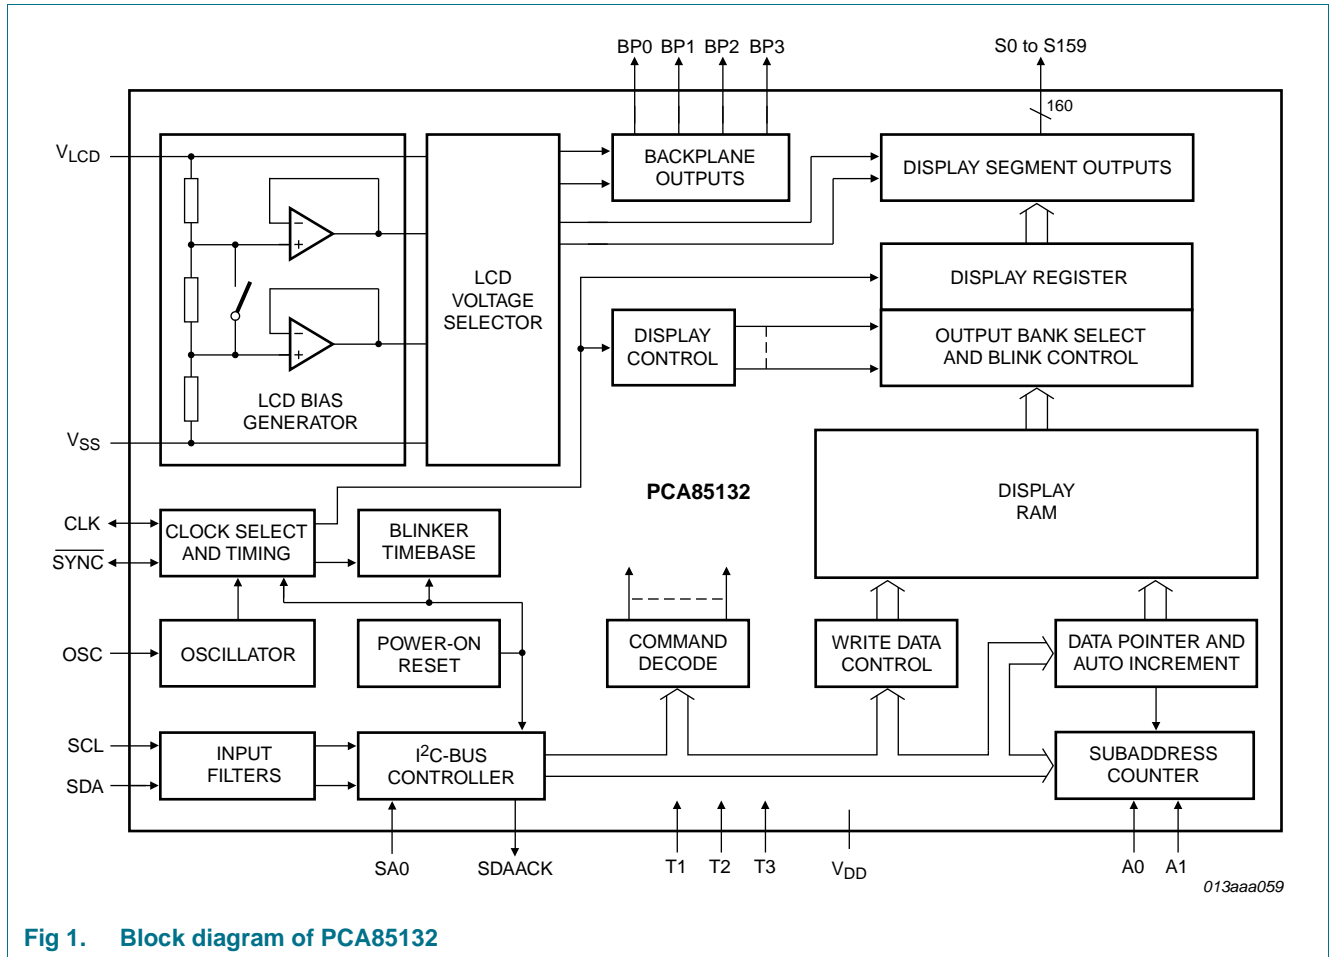 BP0 BP1 BP2 BP3
S0 to S159
160
VLCD
BACKPLANE
OUTPUTS
DISPLAY SEGMENT OUTPUTS
−
+
LCD
VOLTAGE
SELECTOR
DISPLAY REGISTER
−
+
DISPLAY
CONTROL
OUTPUT BANK SELECT
AND BLINK CONTROL
LCD BIAS
GENERATOR
VSS
PCA85132
DISPLAY
RAM
CLK
SYNC
CLOCK SELECT
AND TIMING
BLINKER
TIMEBASE
OSC
OSCILLATOR
POWER-ON
RESET
COMMAND
DECODE
WRITE DATA
CONTROL
DATA POINTER AND
AUTO INCREMENT
SCL
SDA
INPUT
FILTERS
I2C-BUS
CONTROLLER
SUBADDRESS
COUNTER
SA0
SDAACK
T1 T2 T3
VDD
A0 A1
013aaa059
Fig 1. Block diagram of PCA85132